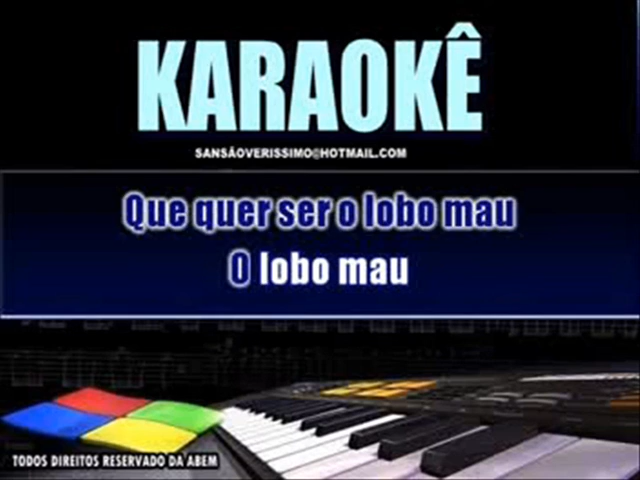 KARAOKÊ
SANSÃOVERISSIMO@HOTMAIL.COM
Que quer ser o lobo mau
O lobo mau
TODOS DIREITOS RESERVADO DA ABEM